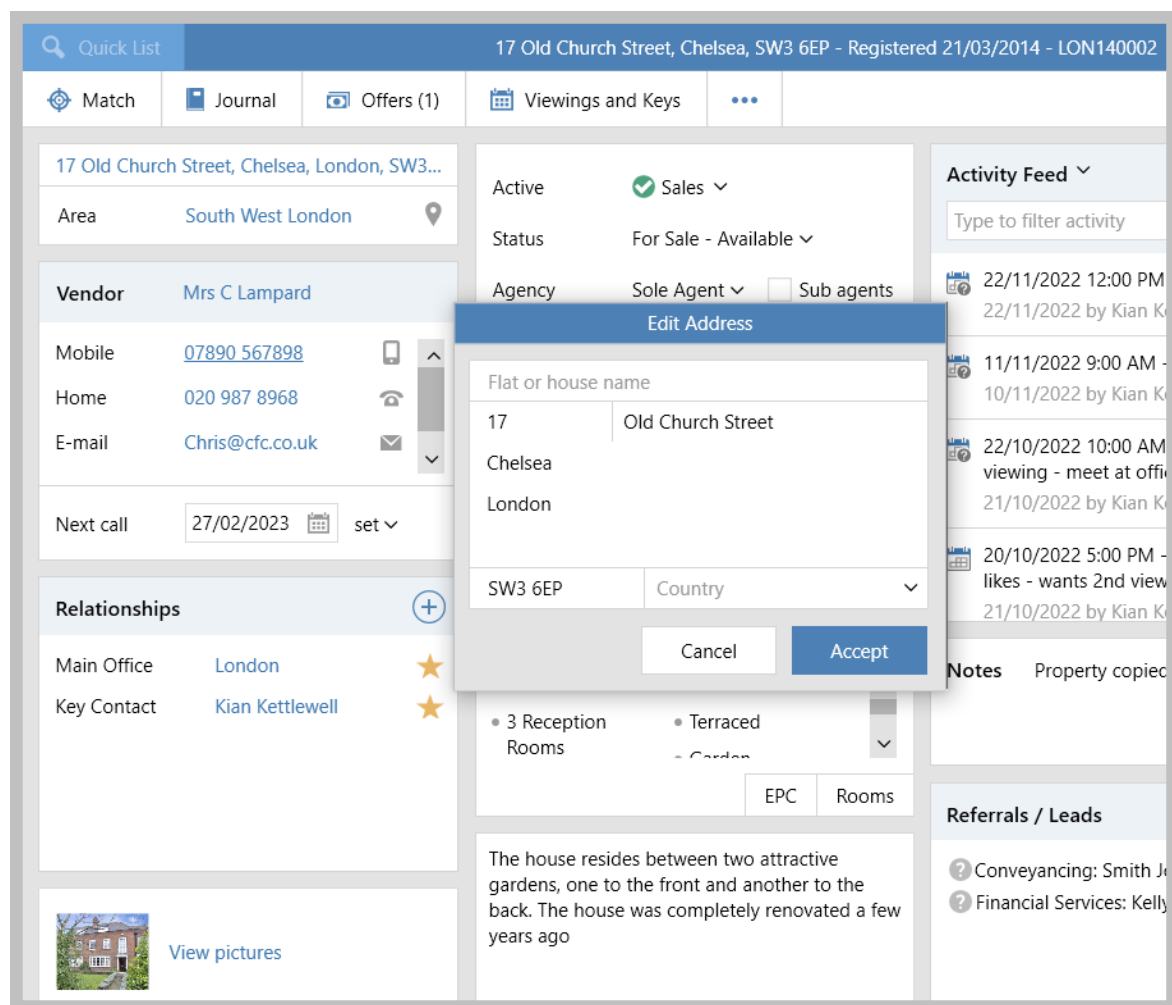 Quick List
17 Old Church Street, Chelsea, SW3 6EP - Registered 21/03/2014 - LON140002
Match
Journal
Offers (1)
Viewings and Keys
17 Old Church Street, Chelsea, London, SW3...
Area South West London
Vendor Mrs C Lampard
Mobile 07890 567898
Home 020 987 8968
E-mail Chris@cfc.co.uk
Next call 27/02/2023 set
Relationships
Main Office London
Key Contact Kian Kettlewell
View pictures
Active Sales
Status For Sale - Available
Agency Sole Agent Sub agents
Edit Address
Flat or house name
17 Old Church Street
Chelsea
London
SW3 6EP Country
Cancel Accept
3 Reception
Rooms
Terraced
EPC Rooms
The house resides between two attractive
gardens, one to the front and another to the
back. The house was completely renovated a few
years ago
Activity Feed
Type to filter activity
22/11/2022 12:00 PM
22/11/2022 by Kian
11/11/2022 9:00 AM -
10/11/2022 by Kian
22/10/2022 10:00 AM
viewing - meet at
21/10/2022 by Kian
20/10/2022 5:00 PM -
likes - wants 2nd view
21/10/2022 by Kian
Notes Property copied
Referrals / Leads
Conveyancing: Smith
Financial Services: Kelly